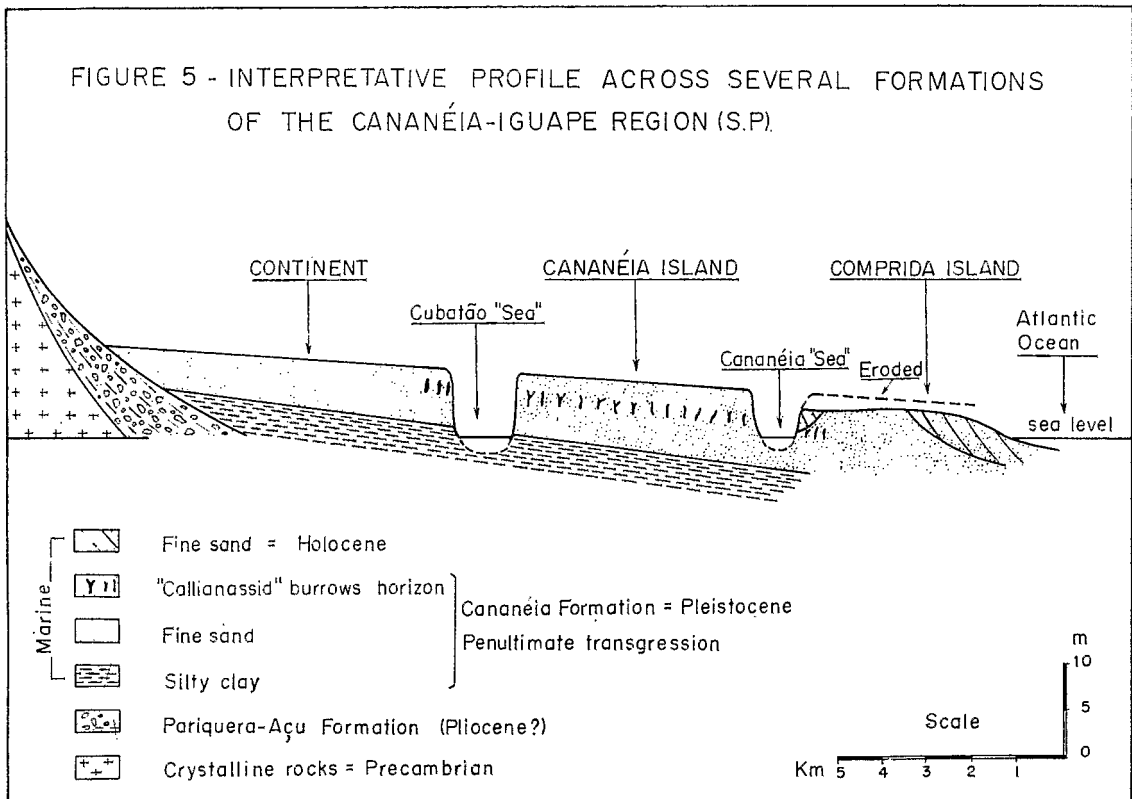 FIGURE 5 - INTERPRETATIVE PROFILE ACROSS SEVERAL FORMATIONS
OF THE CANANÉIA-IGUAPE REGION (S.P).
CONTINENT
CANANÉIA ISLAND
COMPRIDA ISLAND
Cubatão "Sea"
Cananéia "Sea"
Eroded
Atlantic
Ocean
sea level
Marine
Fine sand = Holocene
"Callianassid" burrows horizon
Fine sand
Silty clay
Cananéia Formation = Pleistocene
Penultimate transgression
Pariquera-Açu Formation (Pliocene?)
Crystalline rocks = Precambrian
m
10
5
0
Scale
Km 5 4 3 2 1